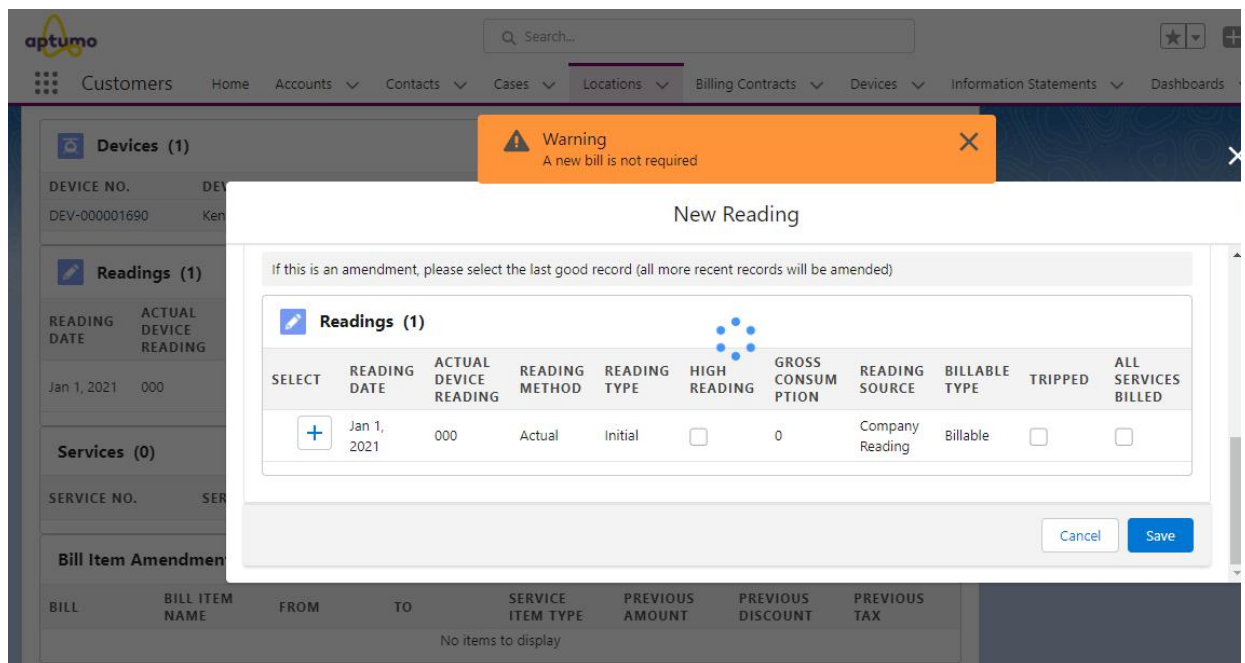 aptumo
Search...
Customers Home Accounts Contacts Cases Locations Billing Contracts Devices Information Statements Dashboards
Warning
A new bill is not required
Devices (1)
DEVICE NO. DEV
DEV-000001690 Ken
New Reading
If this is an amendment, please select the last good record (all more recent records will be amended)
Readings (1)
READING DATE
ACTUAL DEVICE READING
Jan 1, 2021 000
Readings (1)
SELECT
READING DATE
ACTUAL DEVICE READING
READING METHOD
READING TYPE
HIGH READING
GROSS CONSUM PTION
READING SOURCE
BILLABLE TYPE
TRIPPED
ALL SERVICES BILLED
Jan 1, 2021
000
Actual
Initial
0
Company Reading
Billable
Services (0)
SERVICE NO. SER
Cancel Save
Bill Item Amendmen
BILL
BILL ITEM NAME
FROM
TO
SERVICE ITEM TYPE
PREVIOUS AMOUNT
PREVIOUS DISCOUNT
PREVIOUS TAX
No items to display